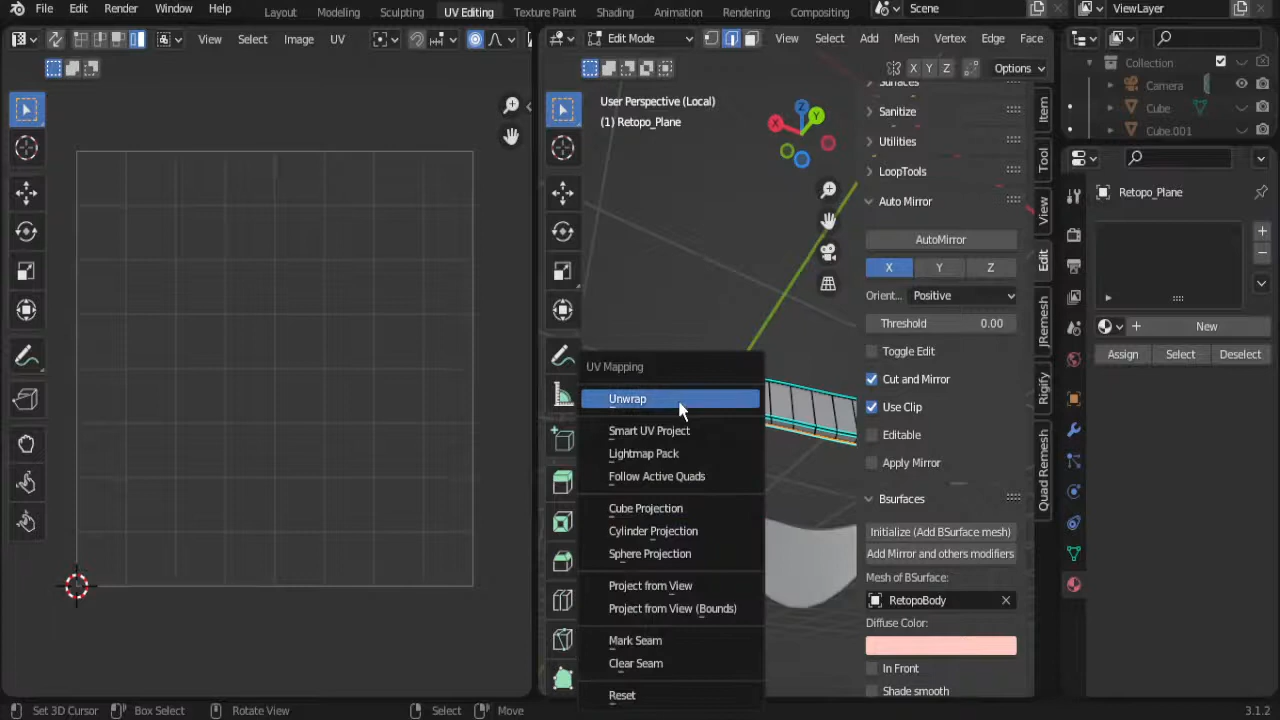 File Edit Render Window Help
Layout Modeling Sculpting UV Editing Texture Paint Shading Animation Rendering Compositing
Scene
ViewLayer
View Select Image UV
Edit Mode
View Select Add Mesh Vertex Edge Face
Collection
Camera
Cube
Cube.001
X Y Z
Options
User Perspective (Local)
(1) Retopo_Plane
Z
Y
X
Surfaces
Sanitize
Utilities
LoopTools
Auto Mirror
AutoMirror
X Y Z
Orient... Positive
Threshold 0.00
Toggle Edit
Cut and Mirror
Use Clip
Editable
Apply Mirror
Bsurfaces
Initialize (Add BSurface mesh)
Add Mirror and others modifiers
Mesh of BSurface:
RetopoBody
Diffuse Color:
In Front
Shade smooth
Item
Tool
View
Edit
JRemesh
Rigify
Quad Remesh
Retopo_Plane
New
Assign Select Deselect
UV Mapping
Unwrap
Smart UV Project
Lightmap Pack
Follow Active Quads
Cube Projection
Cylinder Projection
Sphere Projection
Project from View
Project from View (Bounds)
Mark Seam
Clear Seam
Reset
Set 3D Cursor Box Select Rotate View Select Move 3.1.2